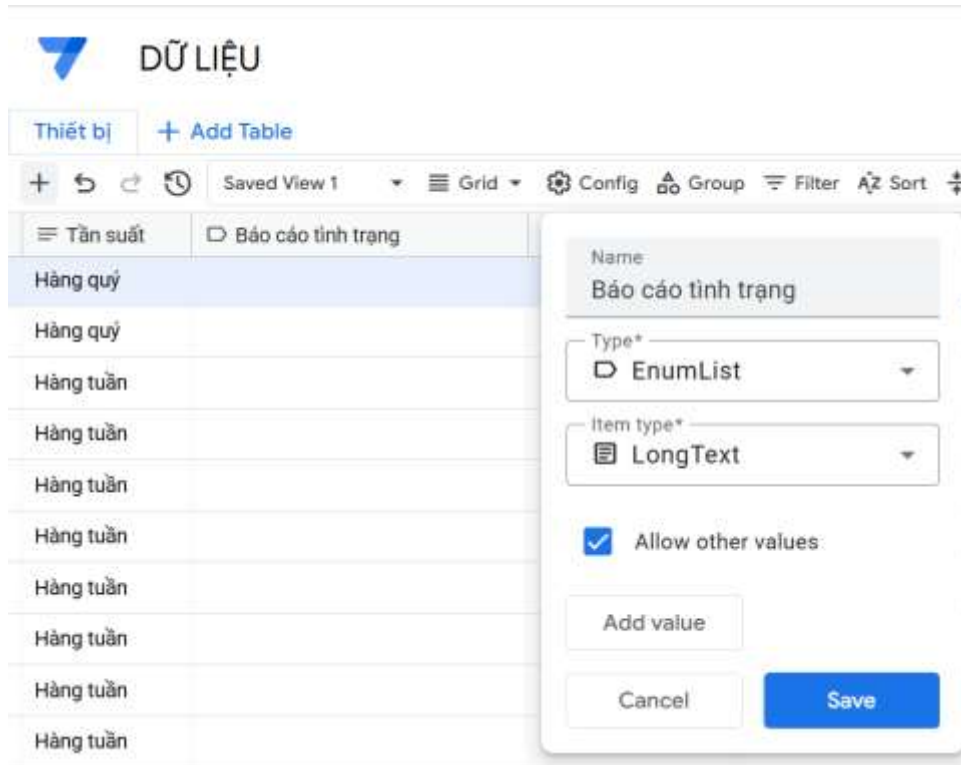 DỮ LIỆU
Thiết bị + Add Table
Saved View 1 Grid Config Group Filter Sort
Tần suất Báo cáo tình trạng
Hàng quý
Hàng quý
Hàng tuần
Hàng tuần
Hàng tuần
Hàng tuần
Hàng tuần
Hàng tuần
Hàng tuần
Hàng tuần
Name
Báo cáo tình trạng
Type*
EnumList
Item type*
LongText
Allow other values
Add value
Cancel Save